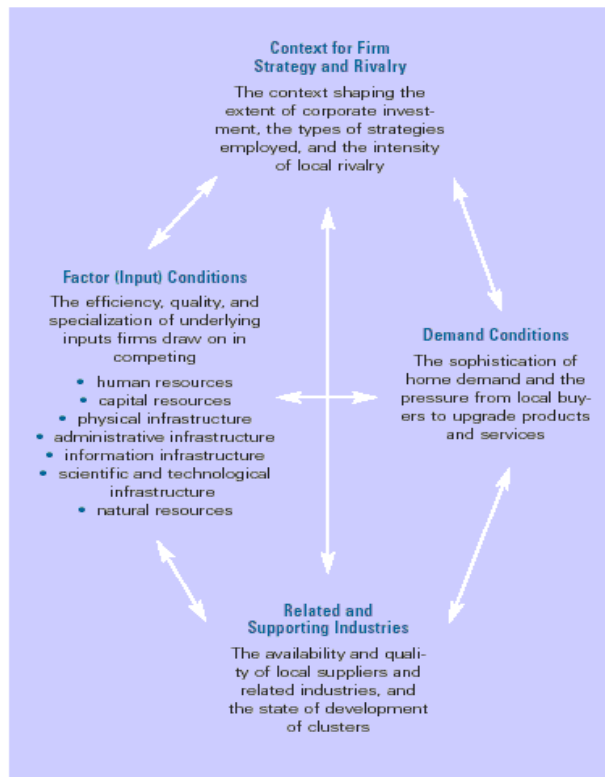 Context for Firm
Strategy and Rivalry
The context shaping the
extent of corporate invest-
ment, the types of strategies
employed, and the intensity
of local rivalry
Factor (Input) Conditions
The efficiency, quality, and
specialization of underlying
inputs firms draw on in
competing
• human resources
• capital resources
• physical infrastructure
• administrative infrastructure
• information infrastructure
• scientific and technological
infrastructure
• natural resources
Demand Conditions
The sophistication of
home demand and the
pressure from local buy-
ers to upgrade products
and services
Related and
Supporting Industries
The availability and quali-
ty of local suppliers and
related industries, and
the state of development
of clusters